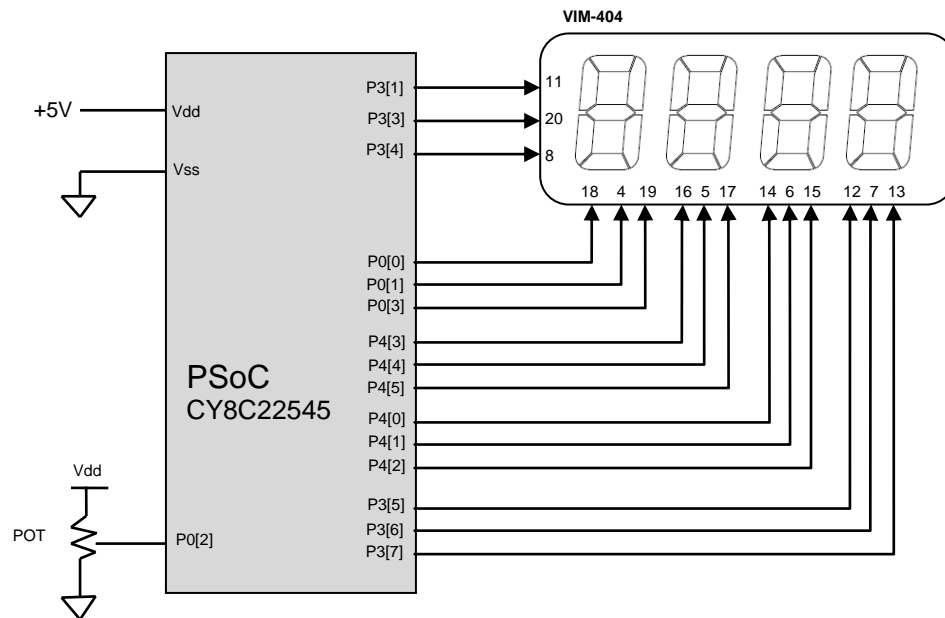 VIM-404
P3[1]
11
+5V
Vdd
P3[3]
20
P3[4]
8
Vss
18 4 19 16 5 17 14 6 15 12 7 13
P0[0]
P0[1]
P0[3]
P4[3]
P4[4]
PSoC
P4[5]
CY8C22545
P4[0]
P4[1]
P4[2]
Vdd
P3[5]
POT
P3[6]
P0[2]
P3[7]